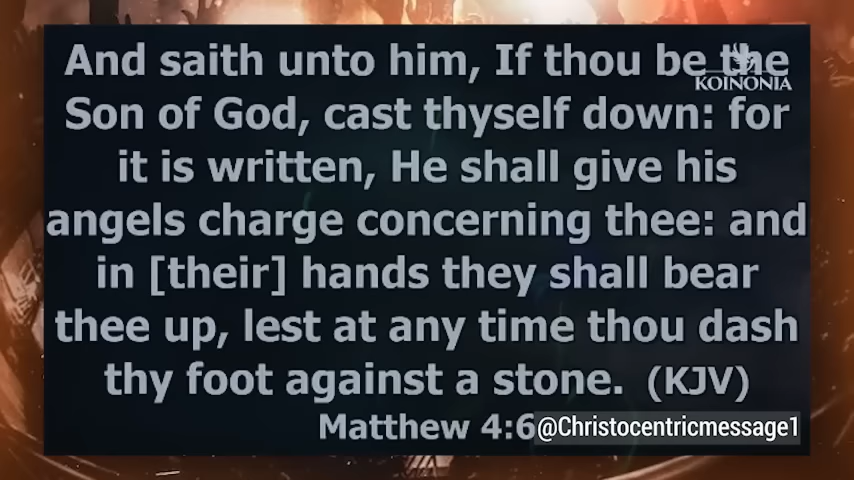 And saith unto him, If thou be the
KOINONIA
Son of God, cast thyself down: for
it is written, He shall give his
angels charge concerning thee: and
in [their] hands they shall bear
thee up, lest at any time thou dash
thy foot against a stone. (KJV)
Matthew 4:6
@Christocentricmessage1